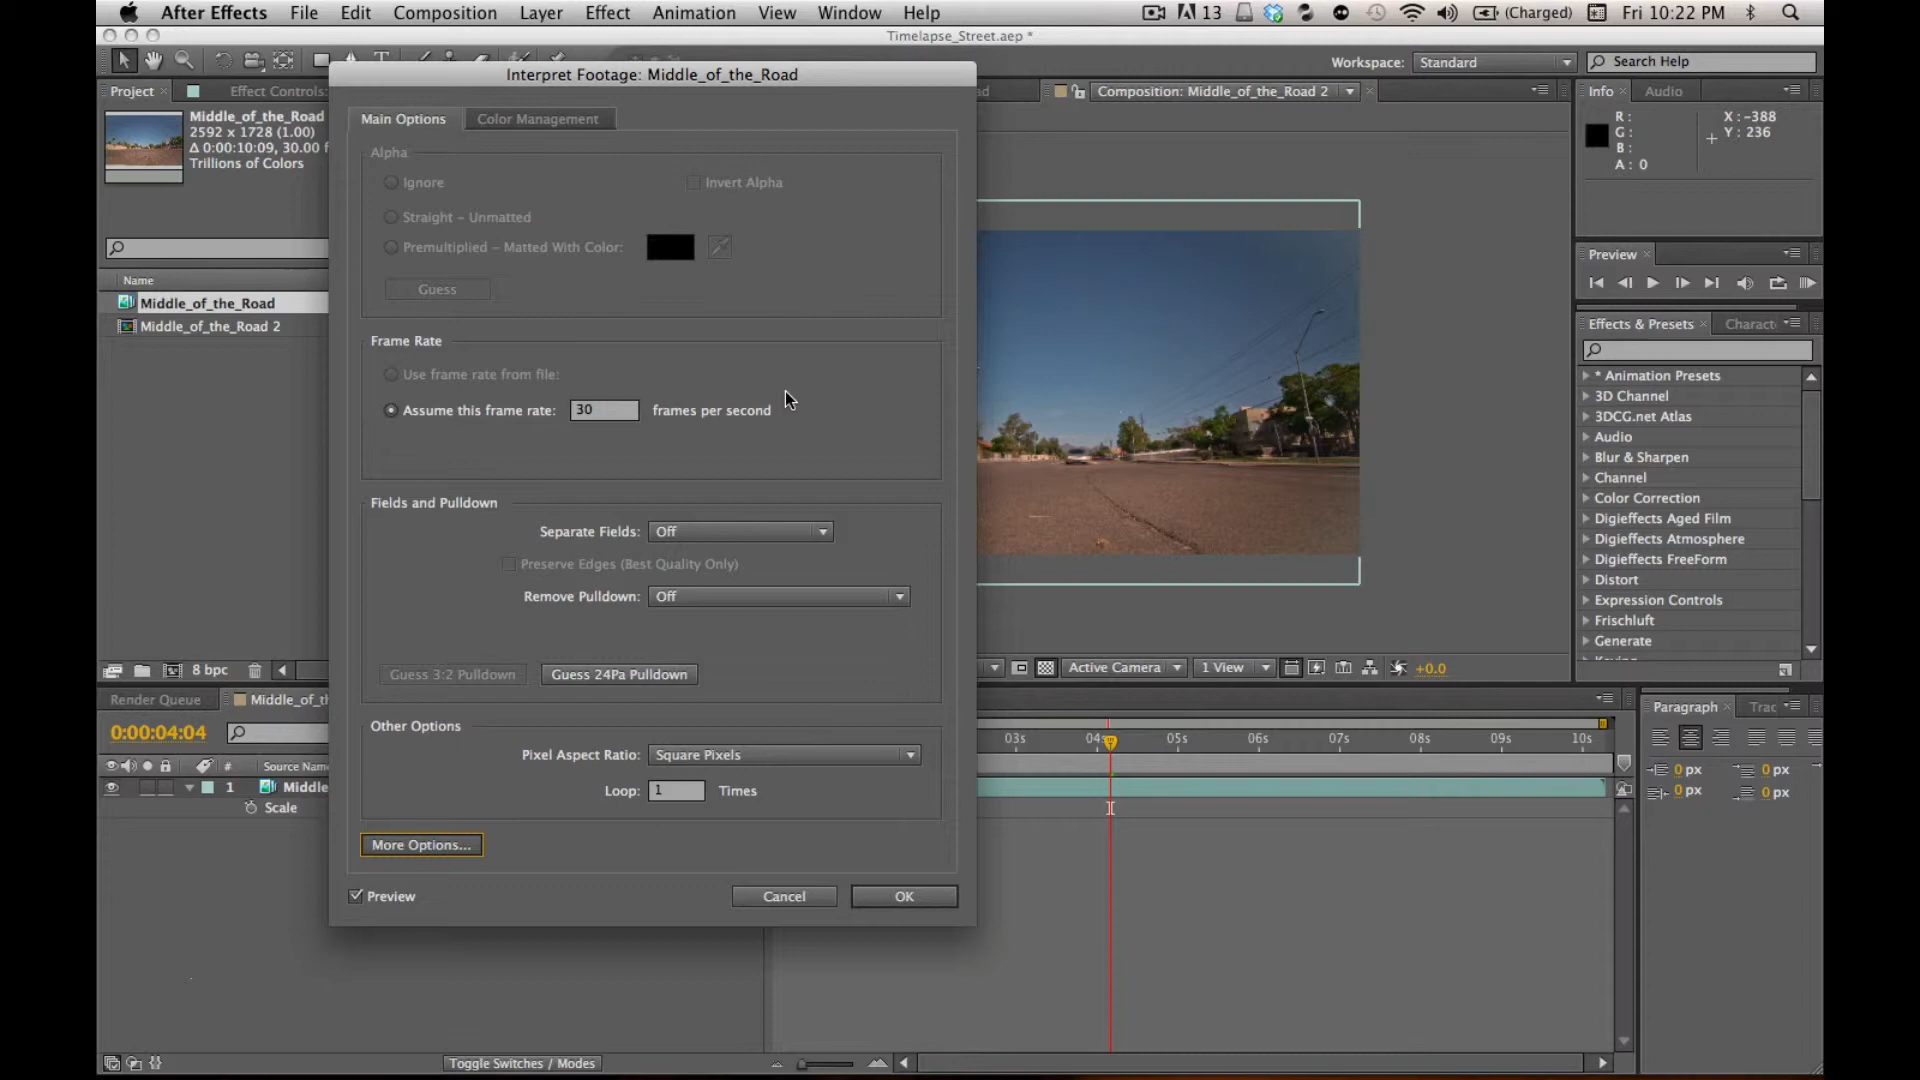 After Effects File Edit Composition Layer Effect Animation View Window Help 13 (Charged) Fri 10:22 PM
Timelapse_Street.aep *
Workspace: Standard Search Help
Project Effect Controls: Composition: Middle_of_the_Road 2 Info Audio
Middle_of_the_Road
2592 x 1728 (1.00)
Δ 0:00:10:09, 30.00 f
Trillions of Colors
Name
Middle_of_the_Road
Middle_of_the_Road 2
8 bpc
Interpret Footage: Middle_of_the_Road
Main Options Color Management
Alpha
Ignore Invert Alpha
Straight – Unmatted
Premultiplied – Matted With Color:
Guess
Frame Rate
Use frame rate from file:
Assume this frame rate: 30 frames per second
Fields and Pulldown
Separate Fields: Off
Preserve Edges (Best Quality Only)
Remove Pulldown: Off
Guess 3:2 Pulldown Guess 24Pa Pulldown
Other Options
Pixel Aspect Ratio: Square Pixels
Loop: 1 Times
More Options...
Preview Cancel OK
Active Camera 1 View +0.0
R: X: -388
G: Y: 236
B:
A: 0
Preview
Effects & Presets Charact
* Animation Presets
3D Channel
3DCG.net Atlas
Audio
Blur & Sharpen
Channel
Color Correction
Digieffects Aged Film
Digieffects Atmosphere
Digieffects FreeForm
Distort
Expression Controls
Frischluft
Generate
Render Queue Middle_of_th
0:00:04:04
# Source Nam
1 Middle
Scale
03s 04s 05s 06s 07s 08s 09s 10s
Paragraph Trac
0 px 0 px
0 px 0 px
Toggle Switches / Modes